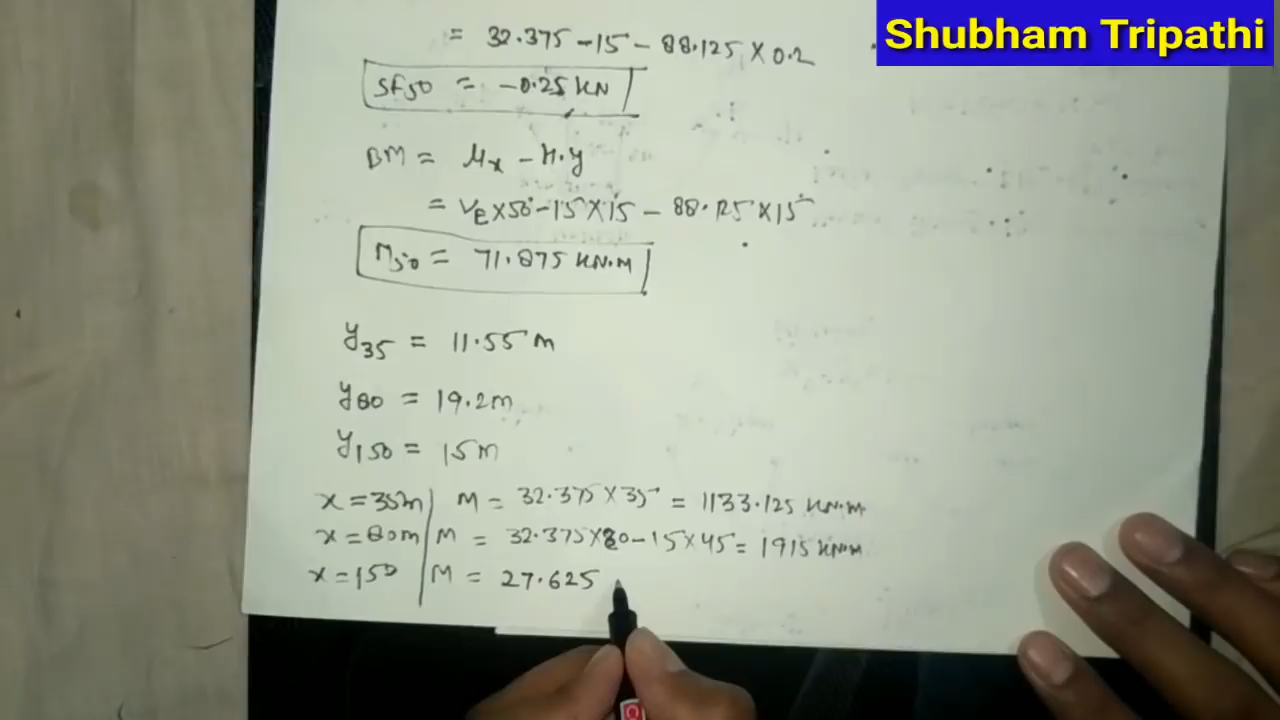 Shubham Tripathi
= 32.375 - 15 - 88.125 × 0.2
SF50 = -0.25 KN
BM = Mx - H.y
= VE × 50 - 15 × 15 - 88.125 × 15
M50 = 71.875 KN.M
y35 = 11.55 m
y80 = 19.2m
y150 = 15m
x = 35m | M = 32.375 × 35 = 1133.125 KN.M
x = 80m | M = 32.375 × 80 - 15 × 45 = 1915 KN.M
x = 150 | M = 27.625
C